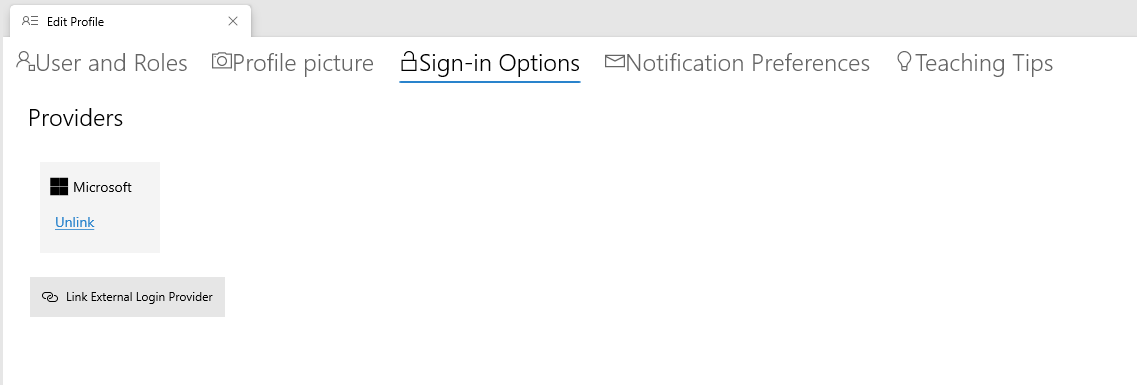 Edit Profile
User and Roles Profile picture Sign-in Options Notification Preferences Teaching Tips
Providers
Microsoft
Unlink
Link External Login Provider